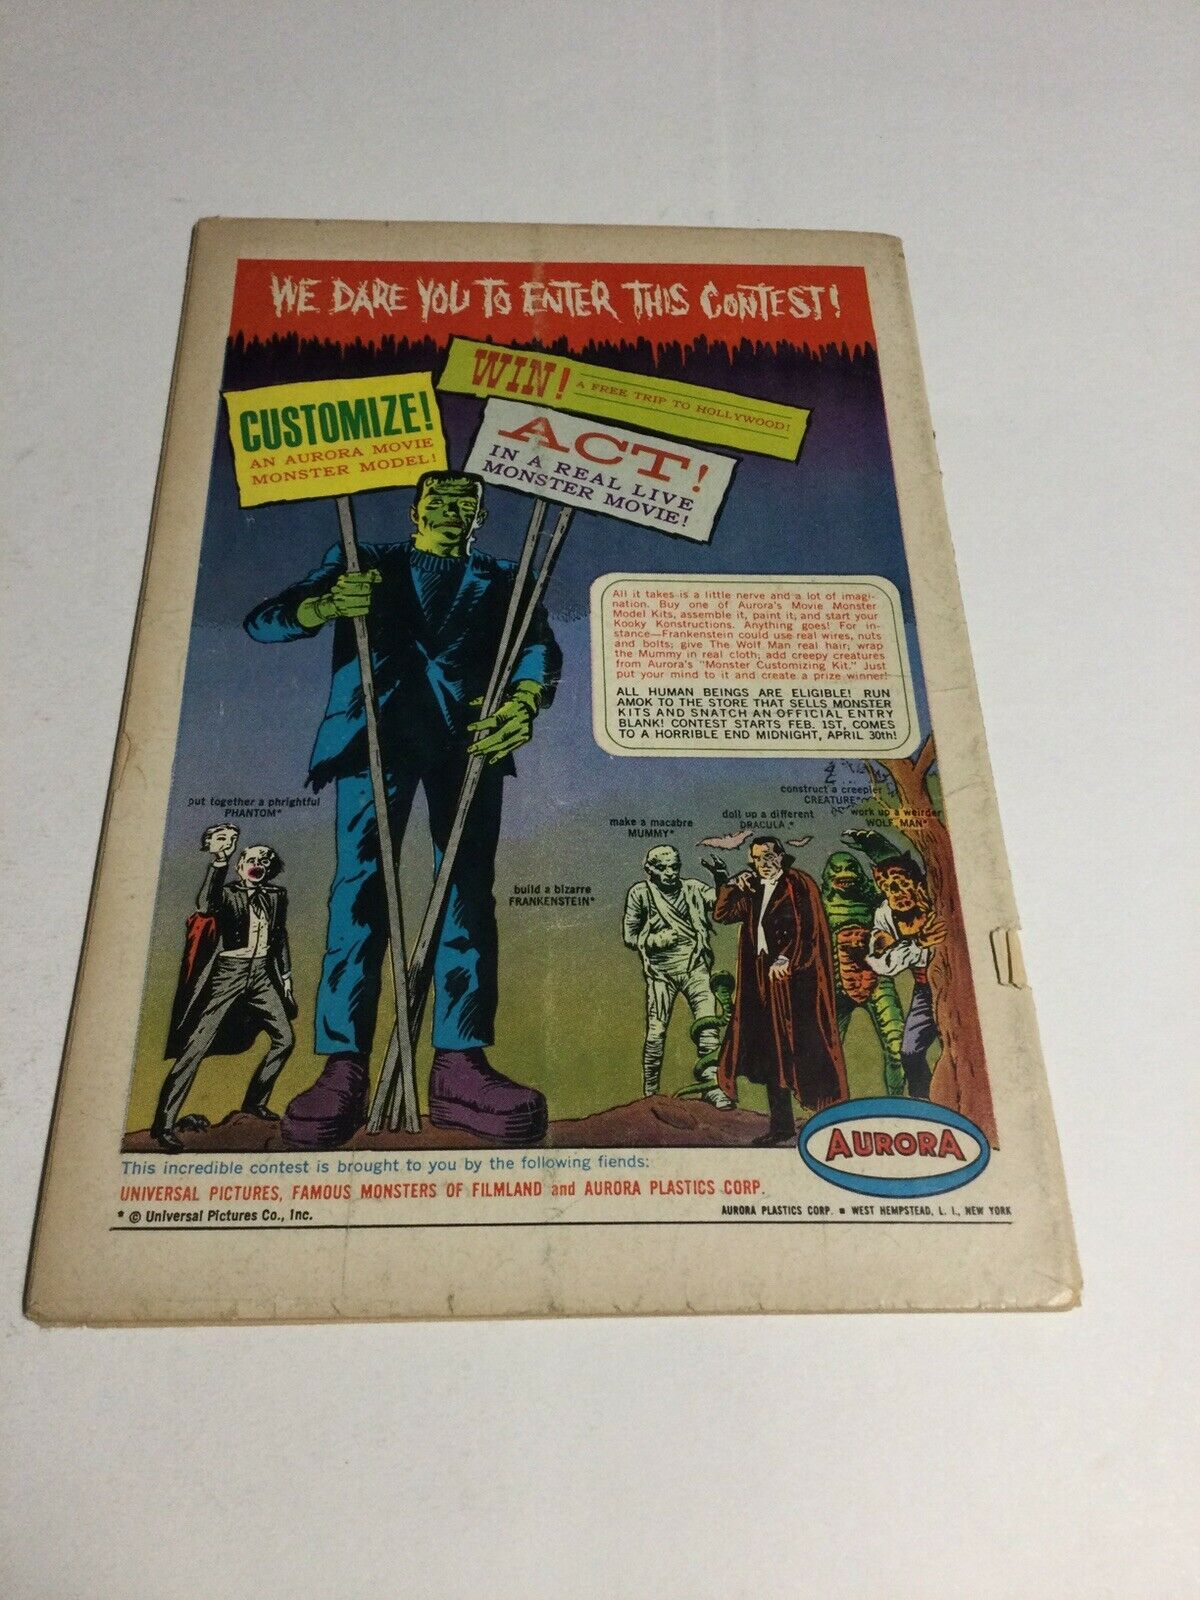 WE DARE YOU TO ENTER THIS CONTEST!
WIN! A FREE TRIP TO HOLLYWOOD!
CUSTOMIZE!
AN AURORA MOVIE
MONSTER MODEL!
ACT!
IN A REAL LIVE
MONSTER MOVIE!
All it takes is a little nerve and a lot of imagi-
nation. Buy one of Aurora's Movie Monster
Model Kits, assemble it, paint it, and start your
Kooky Konstructions. Anything goes! For in-
stance—Frankenstein could use real wires, nuts
and bolts; give The Wolf Man real hair; wrap
the Mummy in real cloth; add creepy creatures
from Aurora's "Monster Customizing Kit." Just
put your mind to it and create a prize winner!
ALL HUMAN BEINGS ARE ELIGIBLE! RUN
AMOK TO THE STORE THAT SELLS MONSTER
KITS AND SNATCH AN OFFICIAL ENTRY
BLANK! CONTEST STARTS FEB. 1ST, COMES
TO A HORRIBLE END MIDNIGHT, APRIL 30th!
put together a phrightful
PHANTOM*
build a bizarre
FRANKENSTEIN*
make a macabre
MUMMY*
doll up a different
DRACULA*
construct a creepier
CREATURE*
work up a weirder
WOLF MAN*
AURORA
This incredible contest is brought to you by the following fiends:
UNIVERSAL PICTURES, FAMOUS MONSTERS OF FILMLAND and AURORA PLASTICS CORP.
* © Universal Pictures Co., Inc.
AURORA PLASTICS CORP. ■ WEST HEMPSTEAD, L. I., NEW YORK